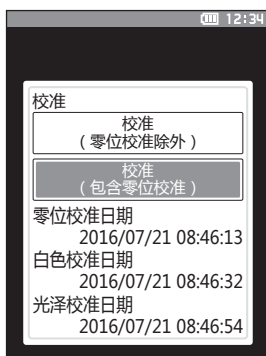 12:34
校准
校准
（零位校准除外）
校准
（包含零位校准）
零位校准日期
2016/07/21 08:46:13
白色校准日期
2016/07/21 08:46:32
光泽校准日期
2016/07/21 08:46:54